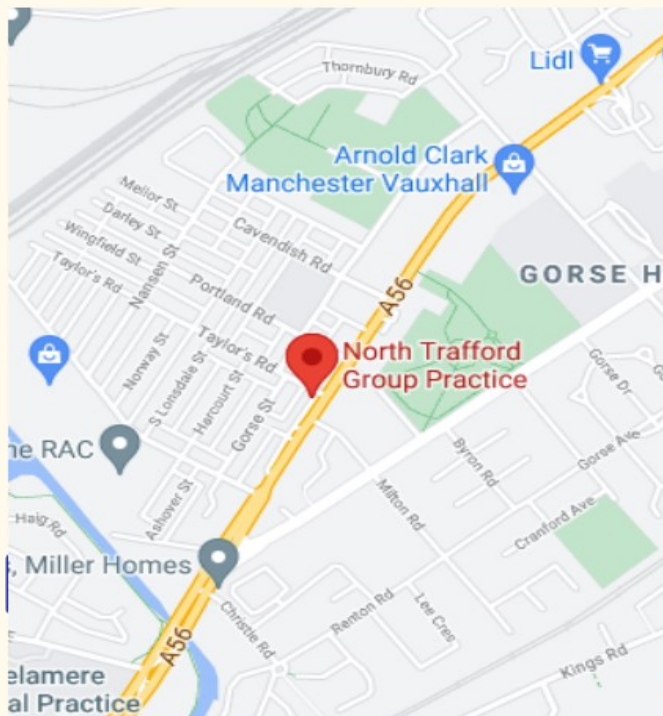 Thornbury Rd
Lidl
Arnold Clark
Manchester Vauxhall
Mellor St
Darley St
Wingfield St
Taylor's Rd
Nansen St
Cavendish Rd
Portland Rd
A56
GORSE H
Taylor's Rd
North Trafford
Group Practice
Norway St
S Lonsdale St
Harcourt St
Gorse St
Gorse Dr
Gorse Ave
Byron Rd
ne RAC
Ashover St
Milton Rd
Cranford Ave
Haig Rd
s, Miller Homes
Christie Rd
Renton Rd
Lee Cres
A56
Kings Rd
elamere
al Practice